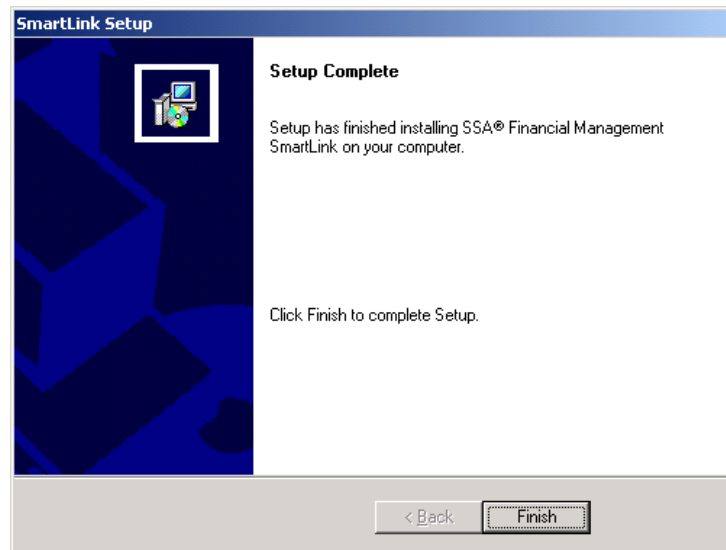 SmartLink Setup
Setup Complete
Setup has finished installing SSA® Financial Management
SmartLink on your computer.
Click Finish to complete Setup.
< Back
Finish